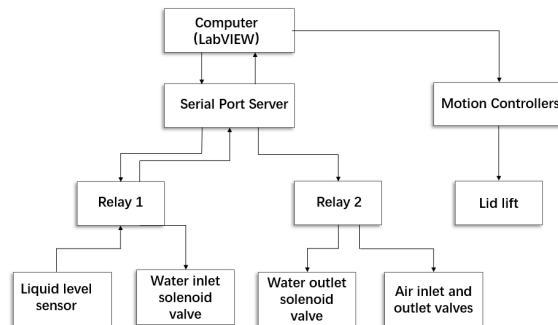 Computer
(LabVIEW)
Serial Port Server
Motion Controllers
Relay 1
Relay 2
Lid lift
Liquid level
sensor
Water inlet
solenoid
valve
Water outlet
solenoid
valve
Air inlet and
outlet valves